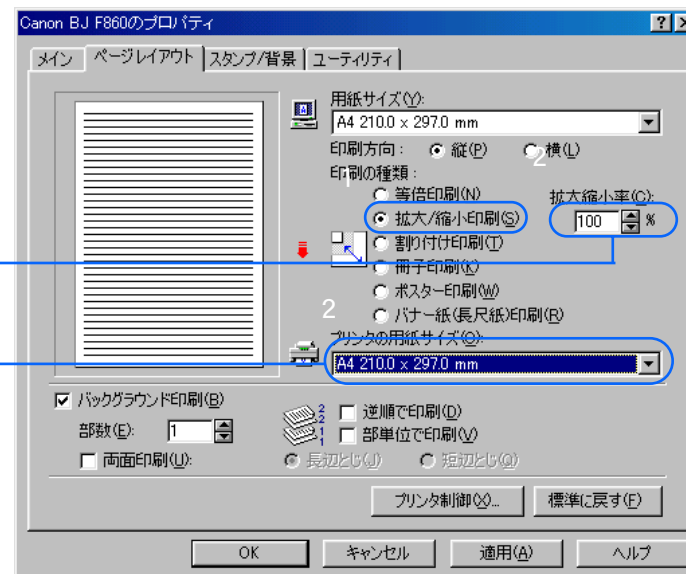 Canon BJ F860のプロパティ
メイン ページレイアウト スタンプ/背景 ユーティリティ
用紙サイズ(Y):
A4 210.0 x 297.0 mm
印刷方向: 縦(P) 横(L)
2
印刷の種類:
1
等倍印刷(N) 拡大縮小率(C):
拡大/縮小印刷(S) 100 %
割り付け印刷(T)
冊子印刷(K)
ポスター印刷(W)
2
バナー紙(長尺紙)印刷(R)
プリンタの用紙サイズ(O):
A4 210.0 x 297.0 mm
バックグラウンド印刷(B)
部数(E): 1
2 2 1 1
逆順で印刷(D)
部単位で印刷(V)
両面印刷(U): 長辺とじ(J) 短辺とじ(Q)
プリンタ制御(X)... 標準に戻す(F)
OK キャンセル 適用(A) ヘルプ